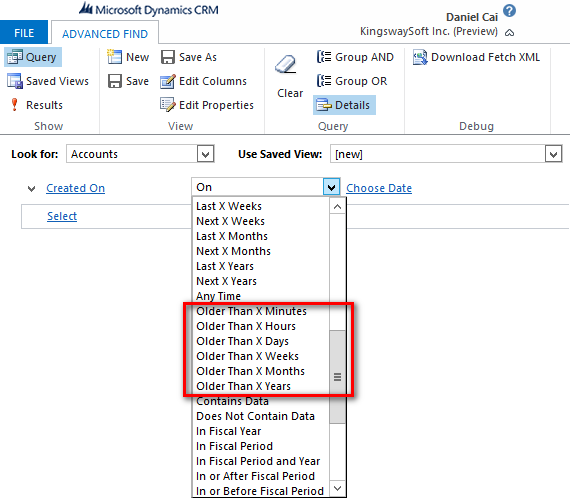 Microsoft Dynamics CRM
Daniel Cai ?
KingswaySoft Inc. (Preview)
FILE
ADVANCED FIND
Query
Saved Views
Results
Show
New
Save
Save As
Edit Columns
Edit Properties
View
Clear
Group AND
Group OR
Details
Query
Download Fetch XML
Debug
Look for: Accounts
Use Saved View: [new]
Created On
On
Choose Date
Select
Last X Weeks
Next X Weeks
Last X Months
Next X Months
Last X Years
Next X Years
Any Time
Older Than X Minutes
Older Than X Hours
Older Than X Days
Older Than X Weeks
Older Than X Months
Older Than X Years
Contains Data
Does Not Contain Data
In Fiscal Year
In Fiscal Period
In Fiscal Period and Year
In or After Fiscal Period
In or Before Fiscal Period